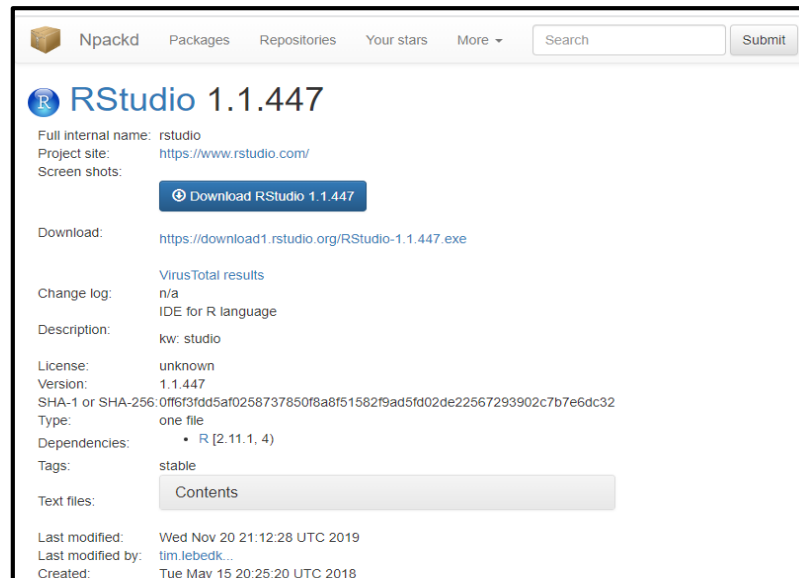 Npackd Packages Repositories Your stars More Search Submit
RStudio 1.1.447
Full internal name: rstudio
Project site: https://www.rstudio.com/
Screen shots:
Download RStudio 1.1.447
Download: https://download1.rstudio.org/RStudio-1.1.447.exe
VirusTotal results
Change log: n/a
IDE for R language
Description:
kw: studio
License: unknown
Version: 1.1.447
SHA-1 or SHA-256: 0ff6f3fdd5af0258737850f8a8f51582f9ad5fd02de22567293902c7b7e6dc32
Type: one file
Dependencies: • R [2.11.1, 4)
Tags: stable
Contents
Text files:
Last modified: Wed Nov 20 21:12:28 UTC 2019
Last modified by: tim.lebedk...
Created: Tue May 15 20:25:20 UTC 2018